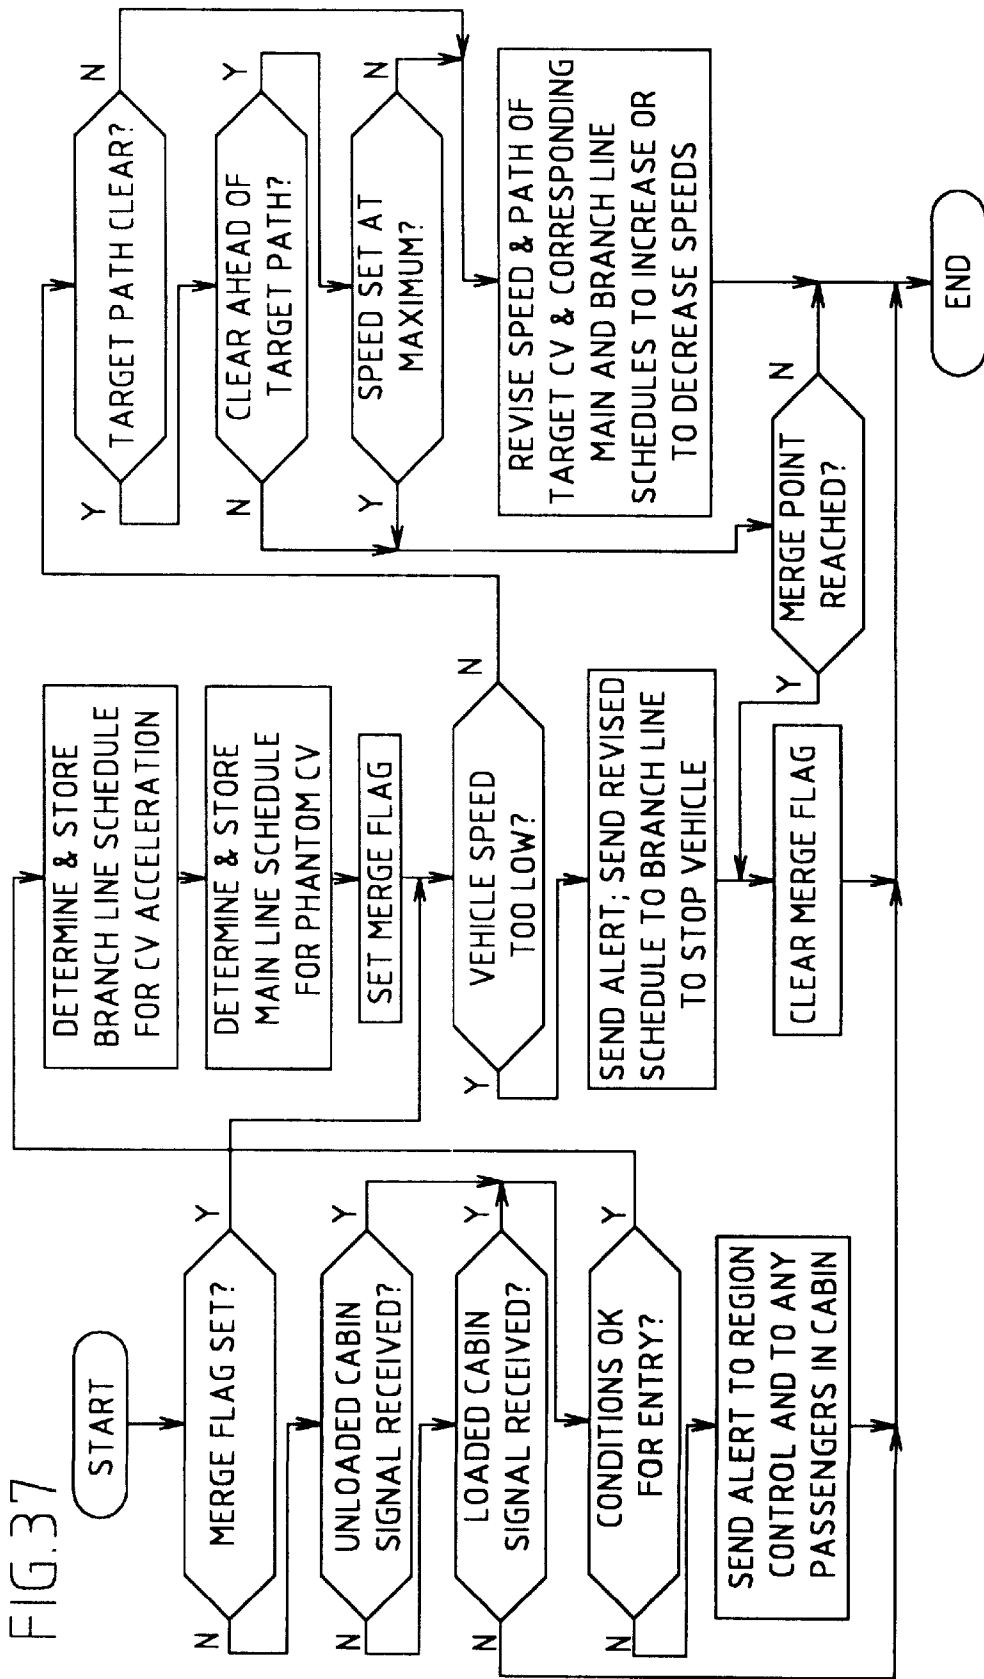 FIG.37
START
MERGE FLAG SET?
Y
N
UNLOADED CABIN
SIGNAL RECEIVED?
Y
N
LOADED CABIN
SIGNAL RECEIVED?
Y
N
CONDITIONS OK
FOR ENTRY?
Y
N
SEND ALERT TO REGION
CONTROL AND TO ANY
PASSENGERS IN CABIN
DETERMINE & STORE
BRANCH LINE SCHEDULE
FOR CV ACCELERATION
DETERMINE & STORE
MAIN LINE SCHEDULE
FOR PHANTOM CV
SET MERGE FLAG
VEHICLE SPEED
TOO LOW?
N
Y
SEND ALERT; SEND REVISED
SCHEDULE TO BRANCH LINE
TO STOP VEHICLE
CLEAR MERGE FLAG
TARGET PATH CLEAR?
N
Y
CLEAR AHEAD OF
TARGET PATH?
Y
N
SPEED SET AT
MAXIMUM?
N
Y
REVISE SPEED & PATH OF
TARGET CV & CORRESPONDING
MAIN AND BRANCH LINE
SCHEDULES TO INCREASE OR
TO DECREASE SPEEDS
MERGE POINT
REACHED?
N
Y
END